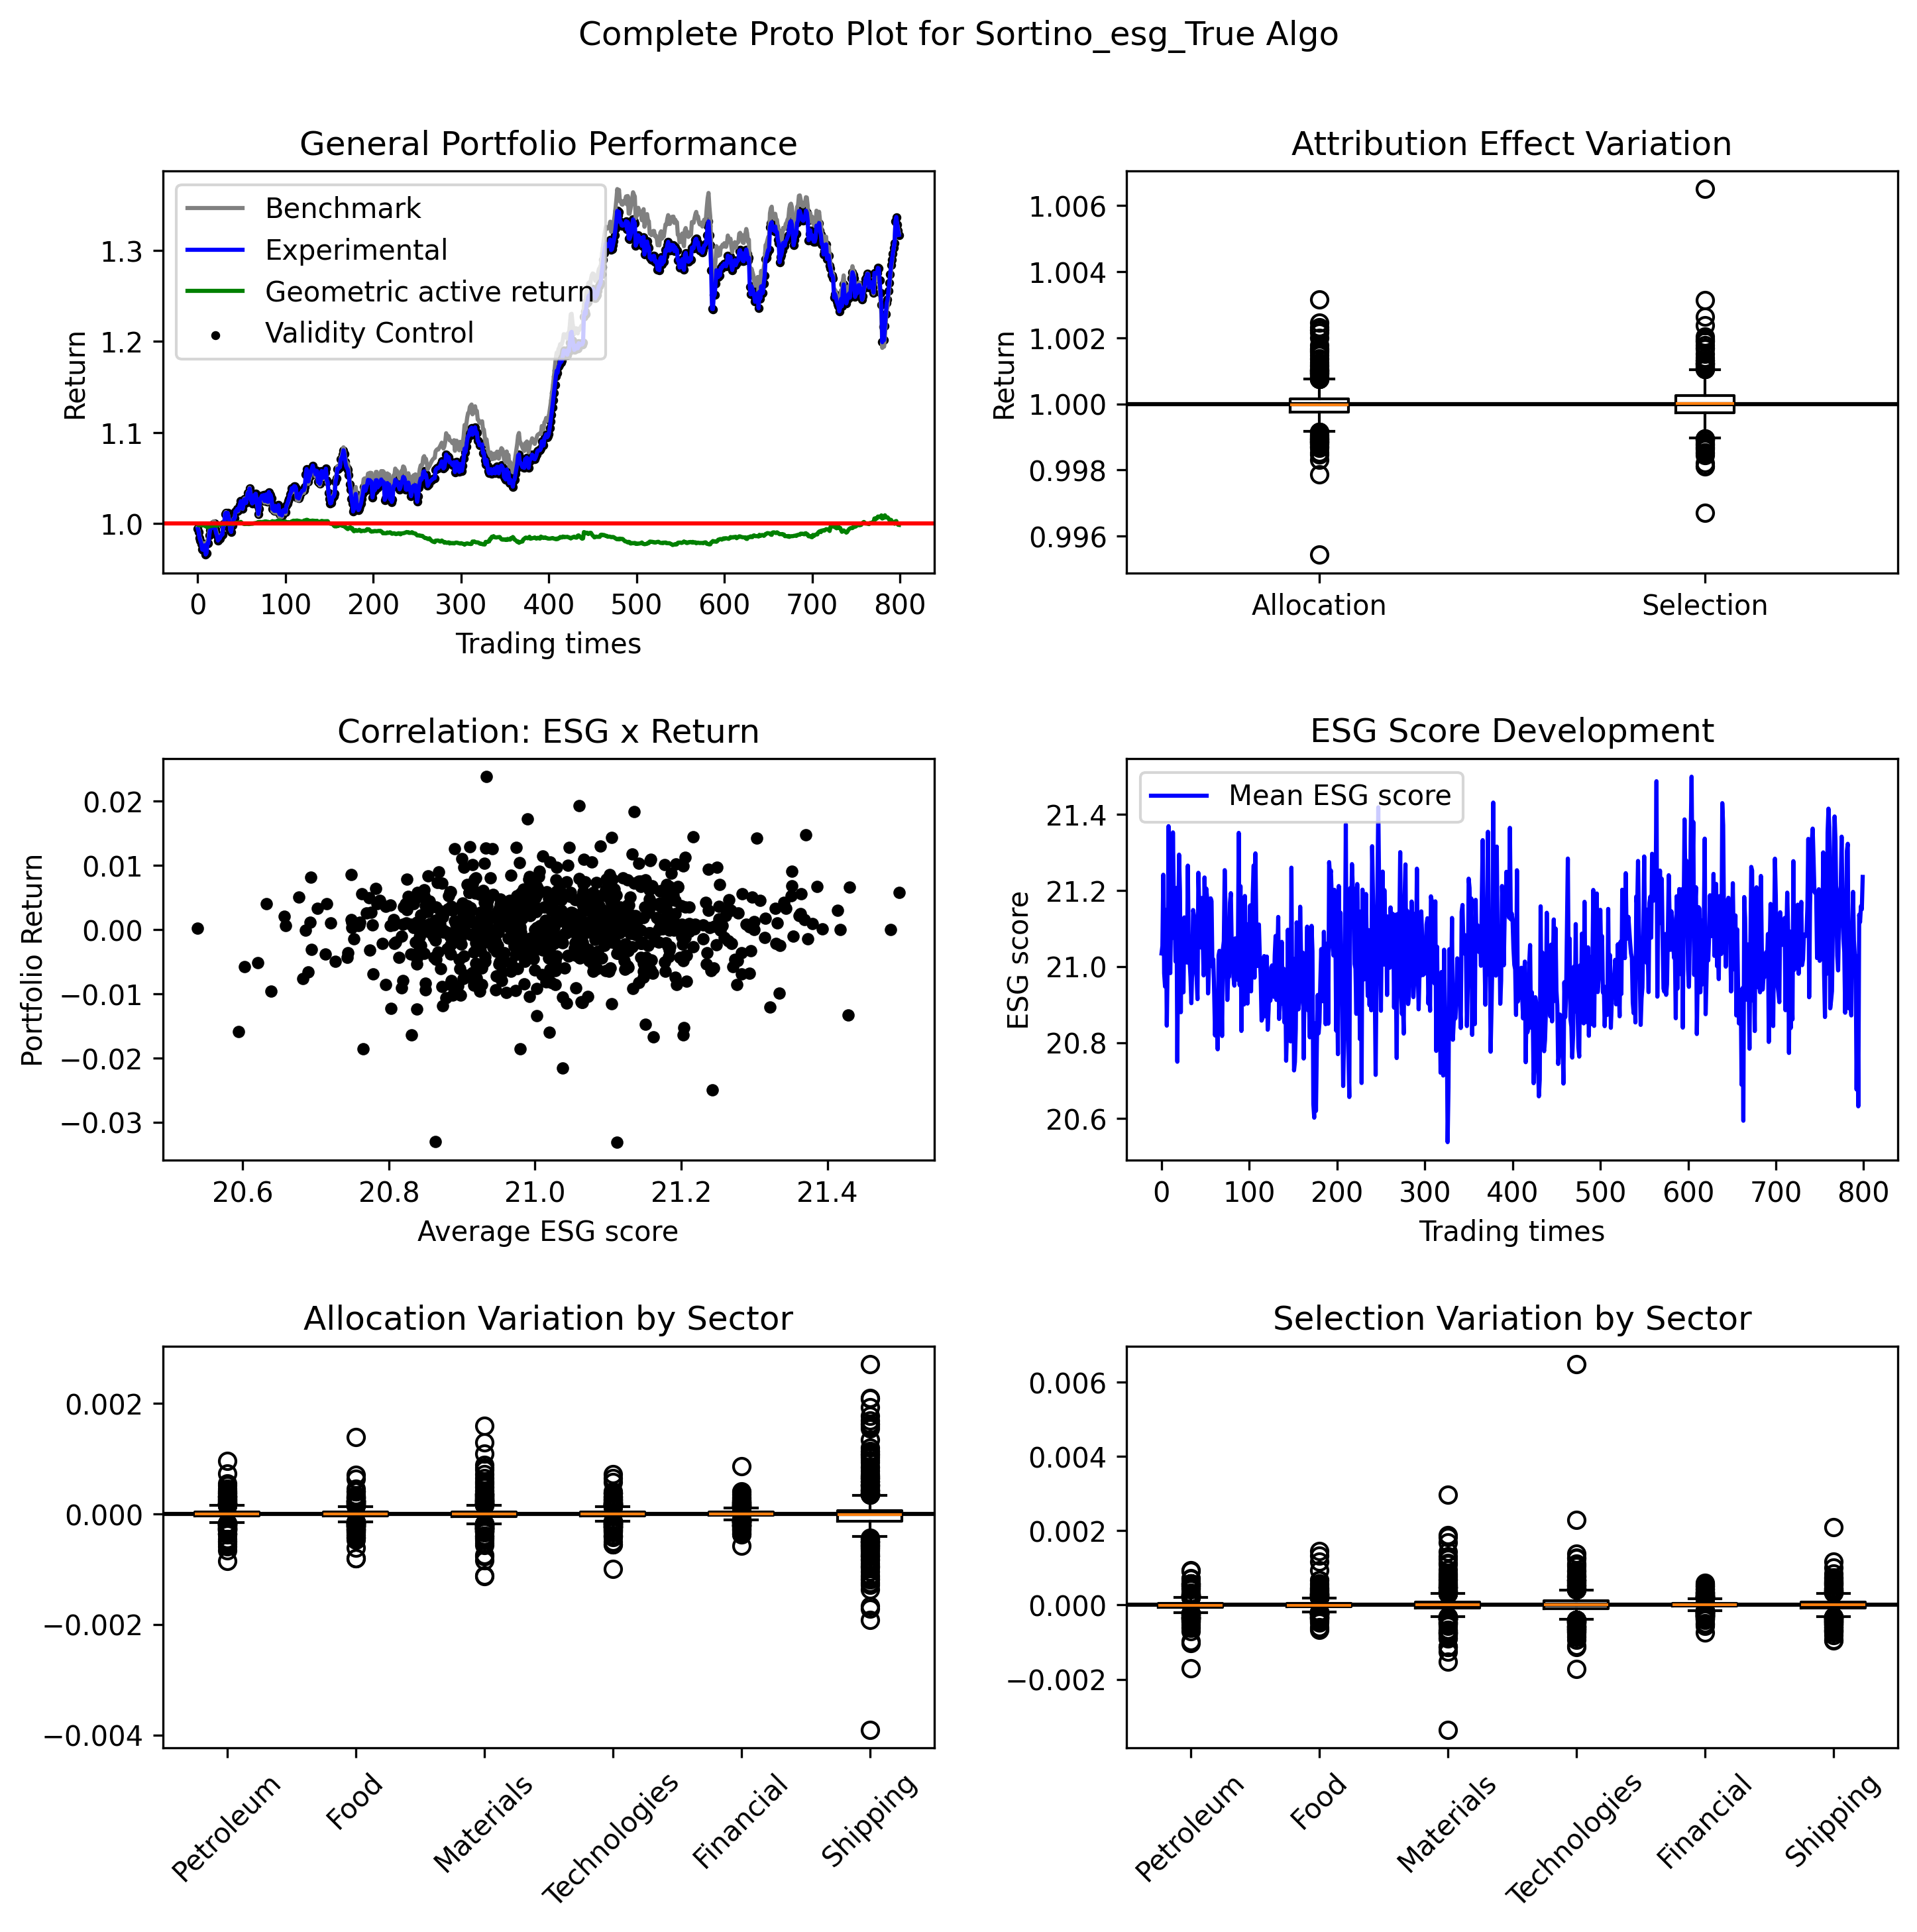 Complete Proto Plot for Sortino_esg_True Algo
General Portfolio Performance
Benchmark
Experimental
Geometric active return
Validity Control
Return
1.3
1.2
1.1
1.0
0 100 200 300 400 500 600 700 800
Trading times
Attribution Effect Variation
Return
1.006
1.004
1.002
1.000
0.998
0.996
Allocation Selection
Correlation: ESG x Return
Portfolio Return
0.02
0.01
0.00
−0.01
−0.02
−0.03
20.6 20.8 21.0 21.2 21.4
Average ESG score
ESG Score Development
Mean ESG score
ESG score
21.4
21.2
21.0
20.8
20.6
0 100 200 300 400 500 600 700 800
Trading times
Allocation Variation by Sector
0.002
0.000
−0.002
−0.004
Petroleum Food Materials Technologies Financial Shipping
Selection Variation by Sector
0.006
0.004
0.002
0.000
−0.002
Petroleum Food Materials Technologies Financial Shipping